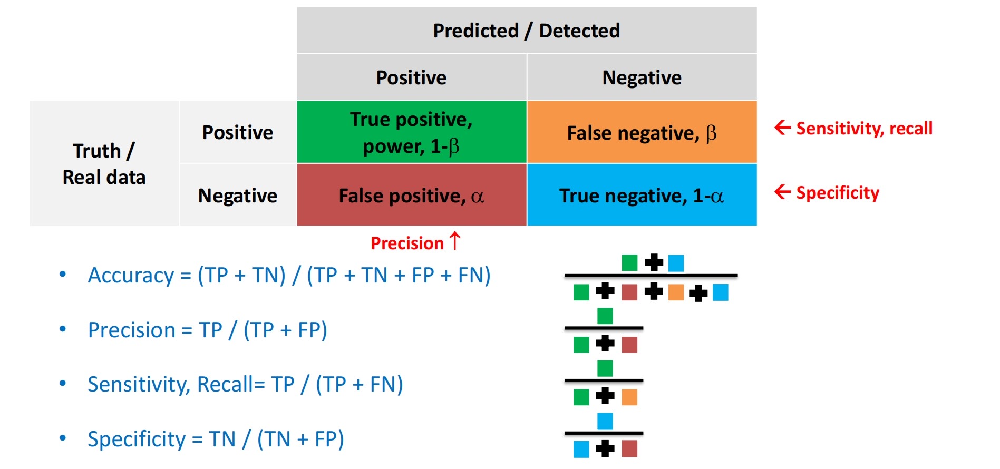 Predicted / Detected
Positive
Negative
Truth /
Real data
Positive
True positive,
power, 1-β
False negative, β
← Sensitivity, recall
Negative
False positive, α
True negative, 1-α
← Specificity
Precision ↑
• Accuracy = (TP + TN) / (TP + TN + FP + FN)
• Precision = TP / (TP + FP)
• Sensitivity, Recall= TP / (TP + FN)
• Specificity = TN / (TN + FP)